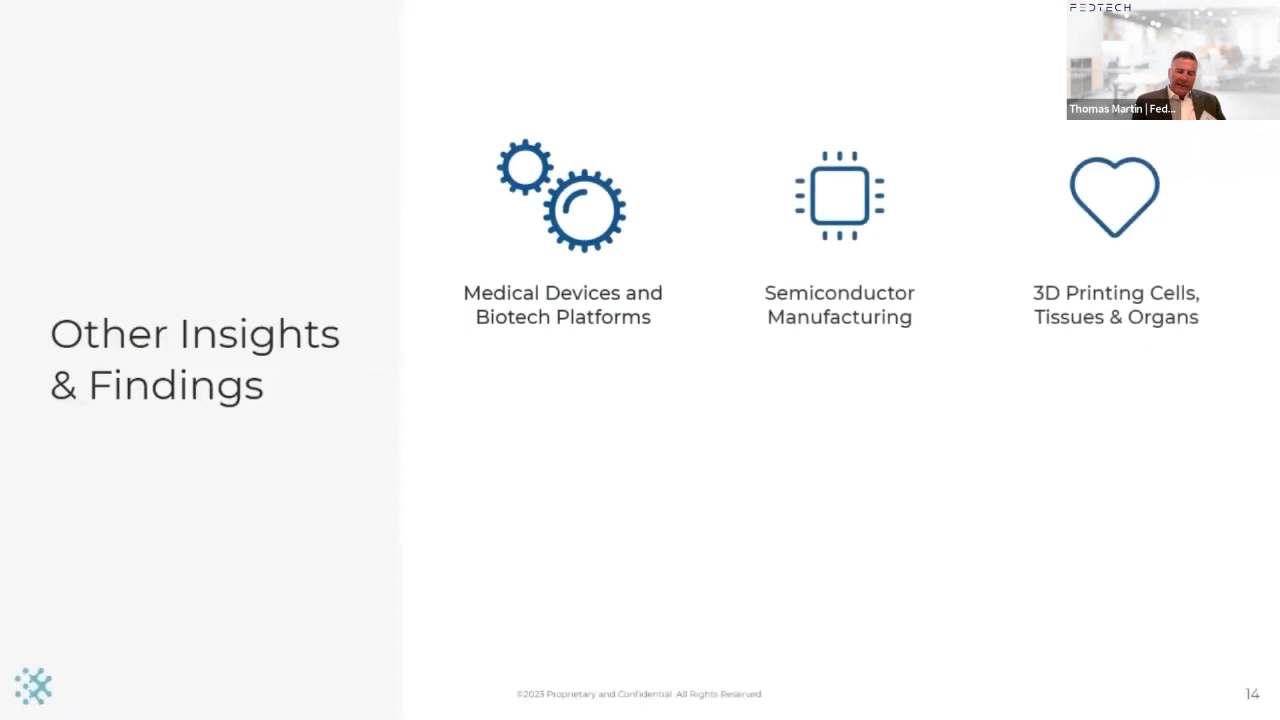 FEDTECH
Thomas Martin | Fed...
Other Insights
& Findings
Medical Devices and
Biotech Platforms
Semiconductor
Manufacturing
3D Printing Cells,
Tissues & Organs
©2023 Proprietary and Confidential. All Rights Reserved.
14